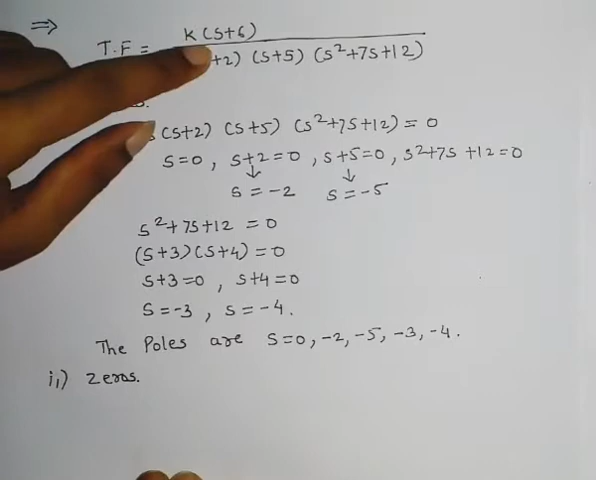 ⇒
T.F = K(S+6)
+2) (S+5) (S²+7S+12)
S(S+2) (S+5) (S²+7S+12) = 0
S=0, S+2=0, S+5=0, S²+7S+12=0
↓ ↓
S = -2 S = -5
S²+7S+12 = 0
(S+3)(S+4) = 0
S+3=0, S+4=0
S=-3, S=-4.
The Poles are S=0, -2, -5, -3, -4.
ii) Zeros.